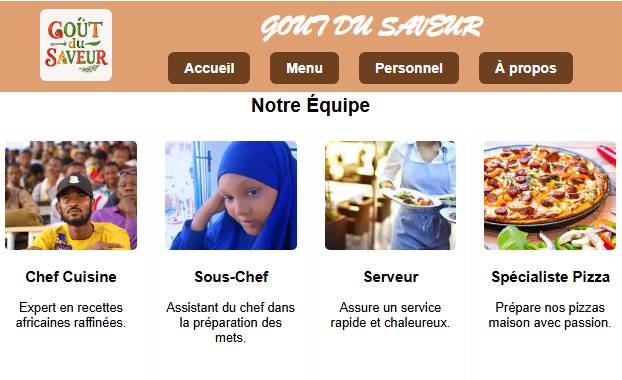 GOÛT
du
SAVEUR
GOUT DU SAVEUR
Accueil Menu Personnel À propos
Notre Équipe
Chef Cuisine
Expert en recettes
africaines raffinées.
Sous-Chef
Assistant du chef dans
la préparation des
mets.
Serveur
Assure un service
rapide et chaleureux.
Spécialiste Pizza
Prépare nos pizzas
maison avec passion.